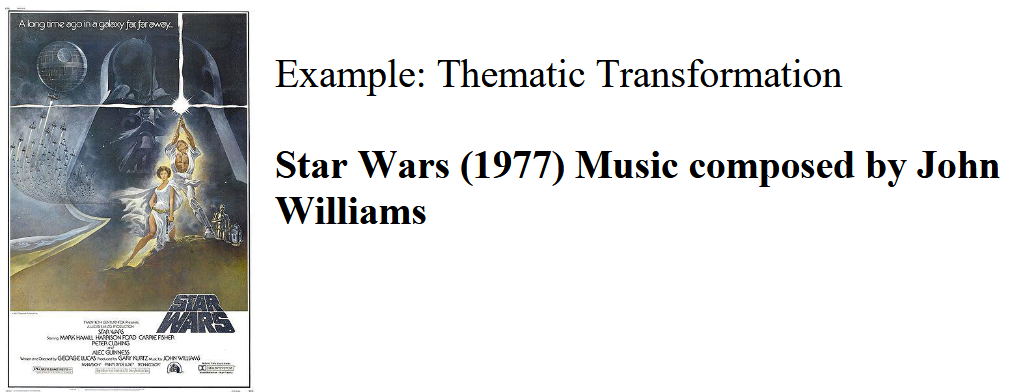 A long time ago in a galaxy far, far away...
Example: Thematic Transformation
Star Wars (1977) Music composed by John
Williams
STAR
WARS
TWENTIETH CENTURY-FOX Presents
A LUCASFILM LTD. PRODUCTION
STAR WARS
Starring MARK HAMILL HARRISON FORD CARRIE FISHER
PETER CUSHING
and
ALEC GUINNESS
Written and Directed by GEORGE LUCAS Produced by GARY KURTZ Music by JOHN WILLIAMS